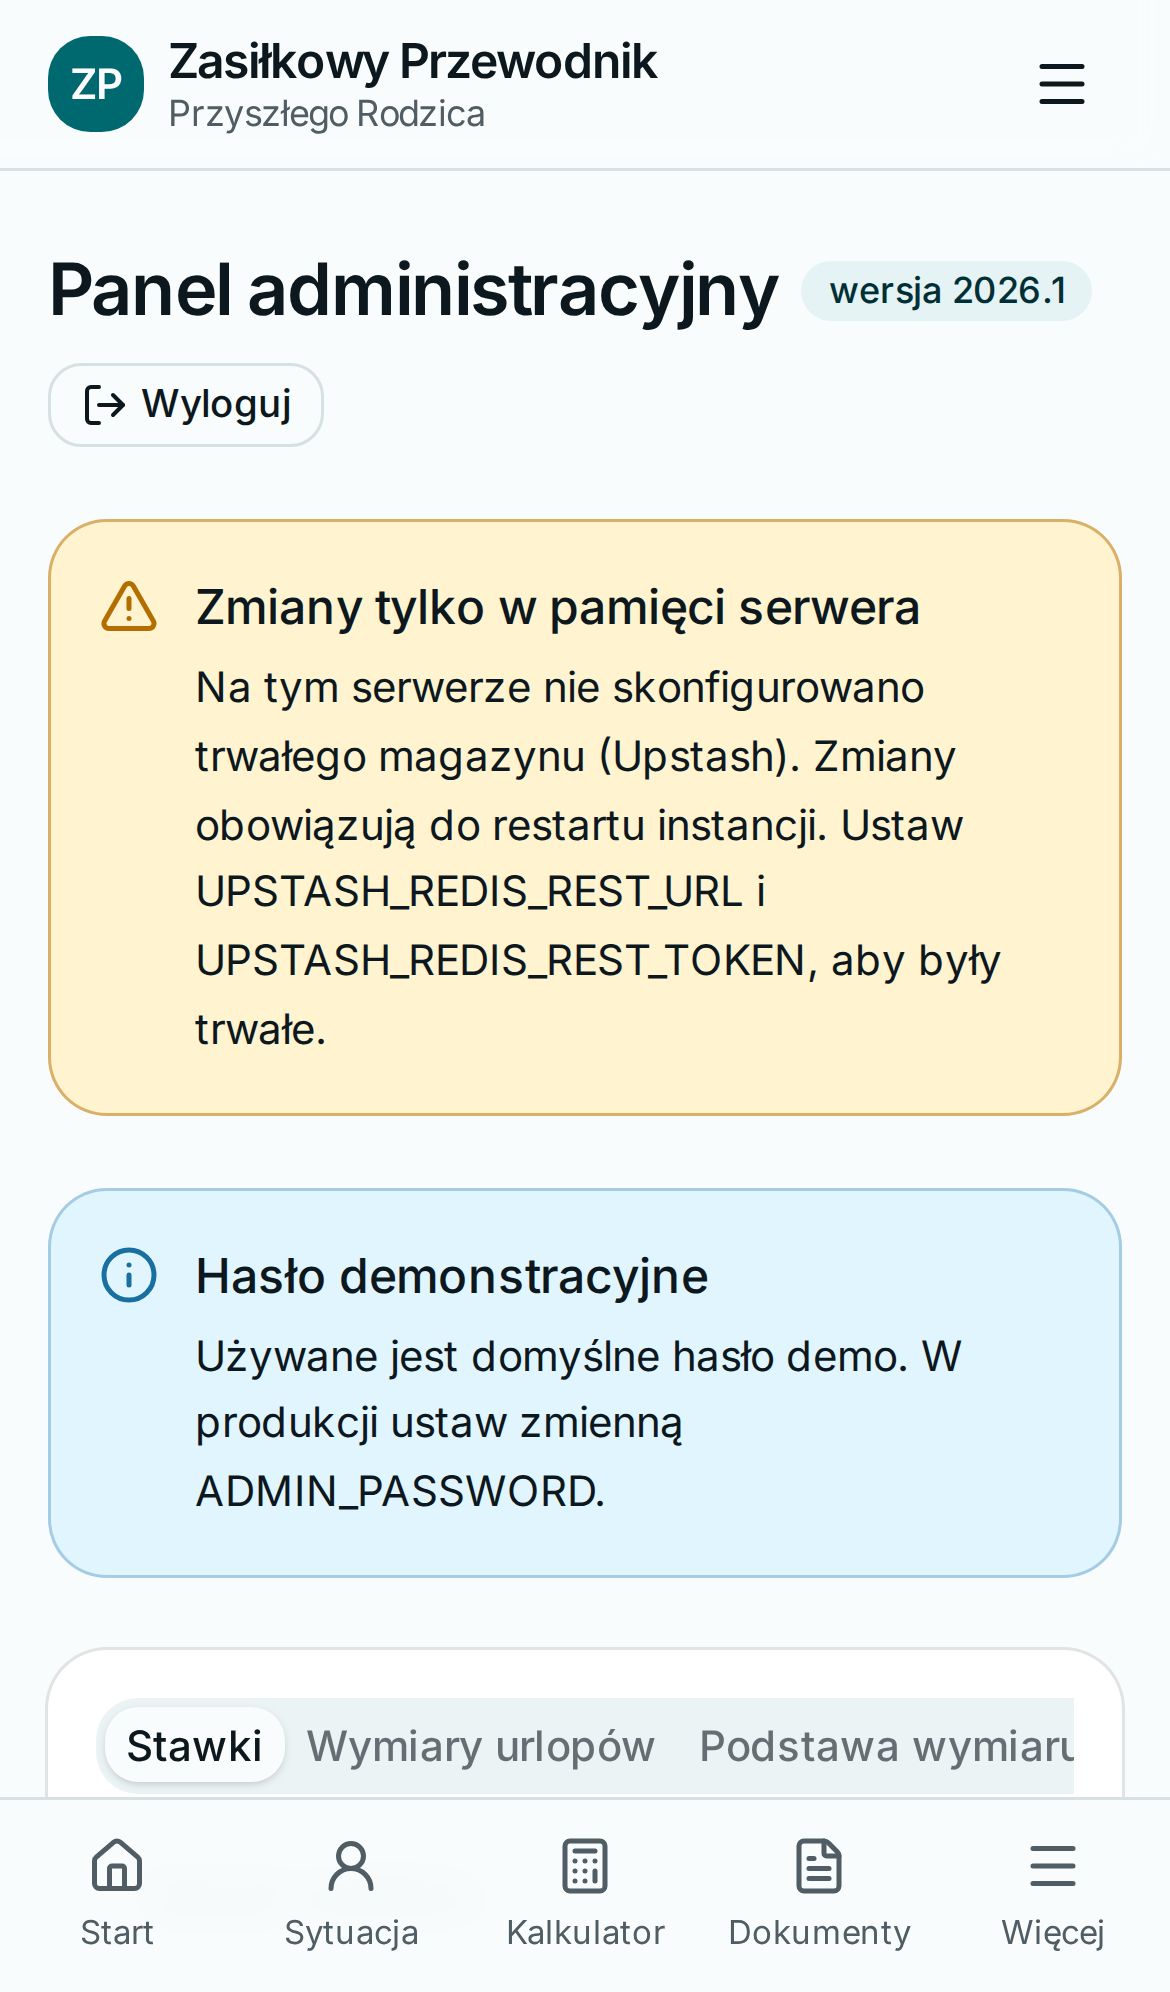 ZP
Zasiłkowy Przewodnik
Przyszłego Rodzica
Panel administracyjny
wersja 2026.1
Wyloguj
Zmiany tylko w pamięci serwera
Na tym serwerze nie skonfigurowano
trwałego magazynu (Upstash). Zmiany
obowiązują do restartu instancji. Ustaw
UPSTASH_REDIS_REST_URL i
UPSTASH_REDIS_REST_TOKEN, aby były
trwałe.
Hasło demonstracyjne
Używane jest domyślne hasło demo. W
produkcji ustaw zmienną
ADMIN_PASSWORD.
Stawki Wymiary urlopów Podstawa wymiaru
Start Sytuacja Kalkulator Dokumenty Więcej